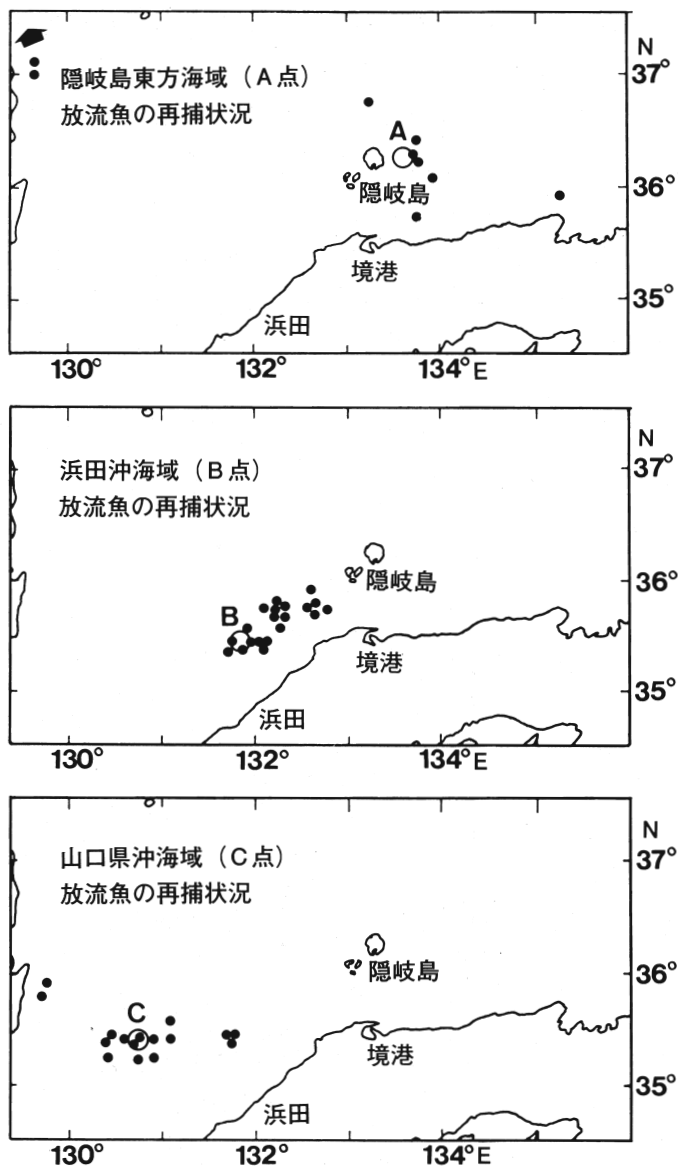 N
37°
隠岐島東方海域（A点）
放流魚の再捕状況
A
36°
隠岐島
境港
35°
浜田
130°
132°
134°E
N
37°
浜田沖海域（B点）
放流魚の再捕状況
36°
隠岐島
B
境港
35°
浜田
130°
132°
134°E
N
37°
山口県沖海域（C点）
放流魚の再捕状況
36°
隠岐島
C
境港
35°
浜田
130°
132°
134°E